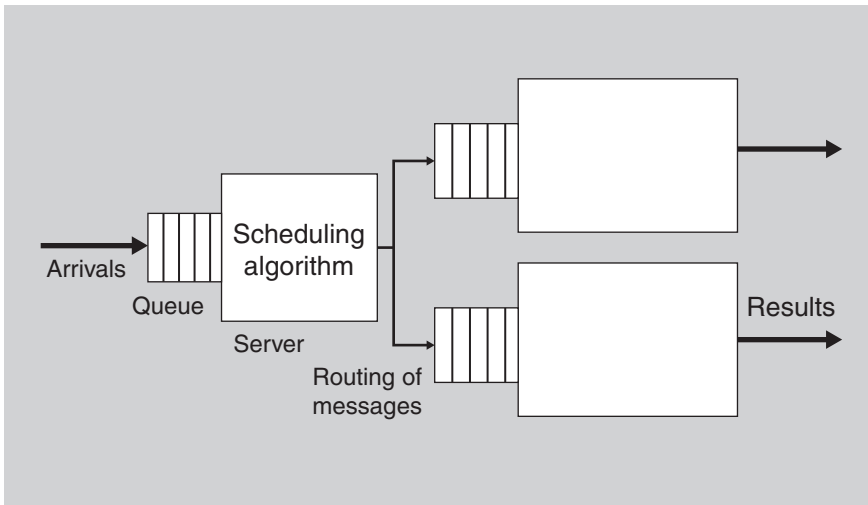 Arrivals
Queue
Scheduling
algorithm
Server
Routing of
messages
Results